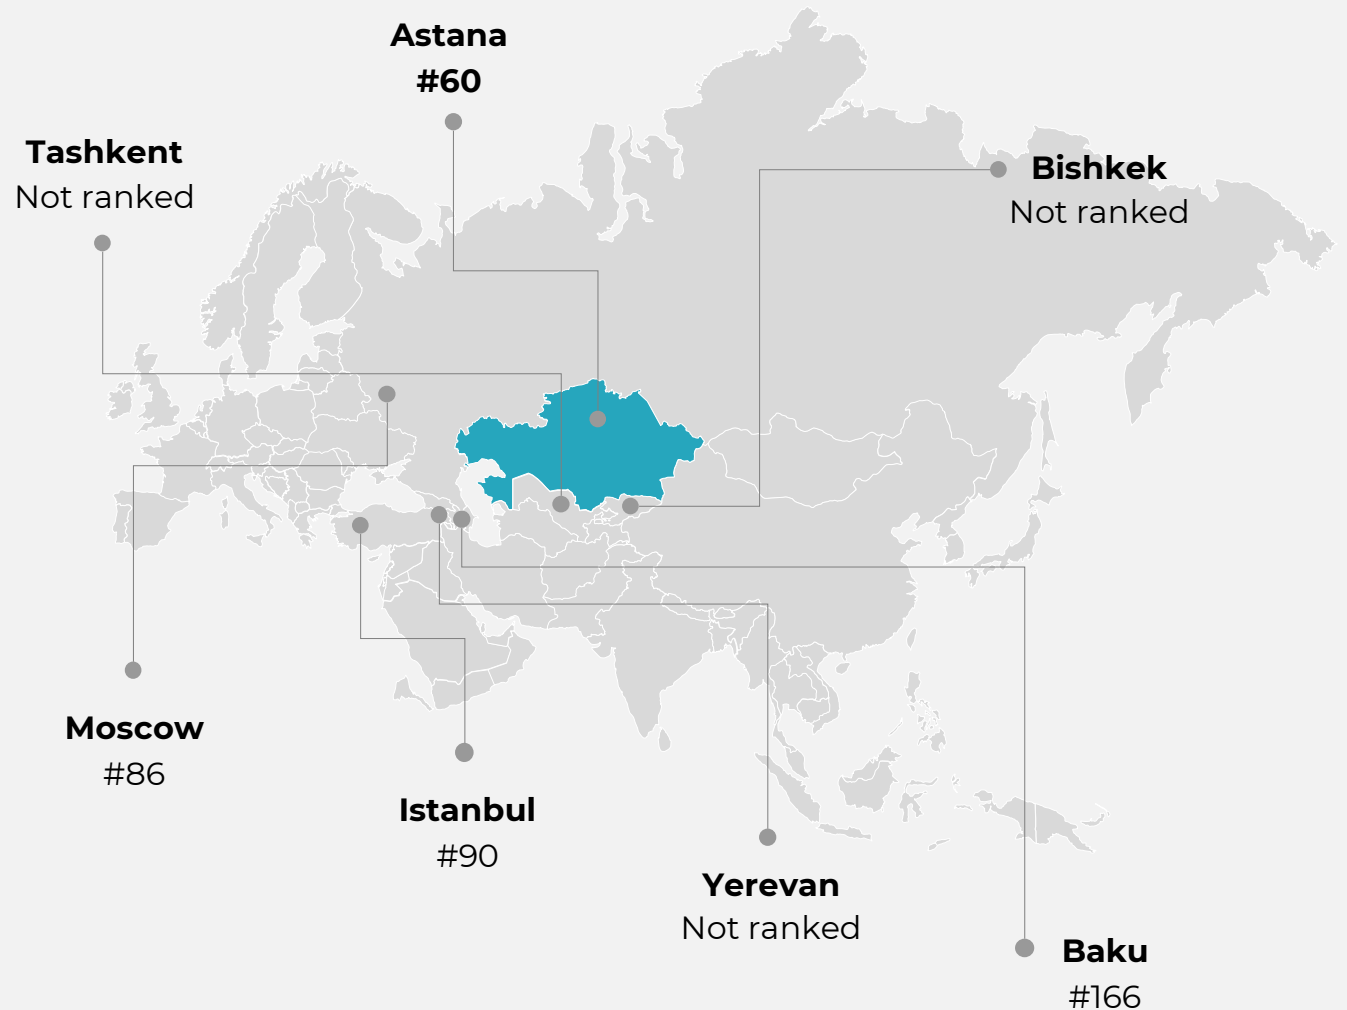 Astana
#60
Tashkent
Not ranked
Bishkek
Not ranked
Moscow
#86
Istanbul
#90
Yerevan
Not ranked
Baku
#166